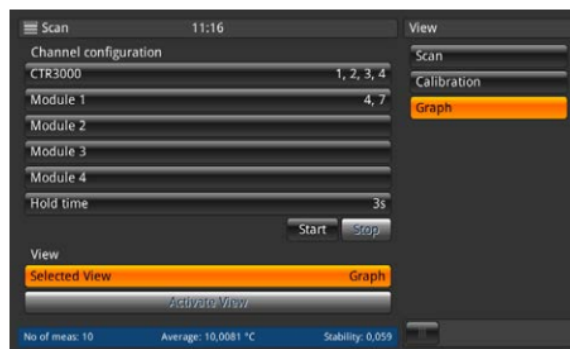 Scan 11:16
Channel configuration
CTR3000 1, 2, 3, 4
Module 1 4, 7
Module 2
Module 3
Module 4
Hold time 3s
Start Stop
View
Selected View Graph
Activate View
No of meas: 10 Average: 10,0081 °C Stability: 0,059
View
Scan
Calibration
Graph